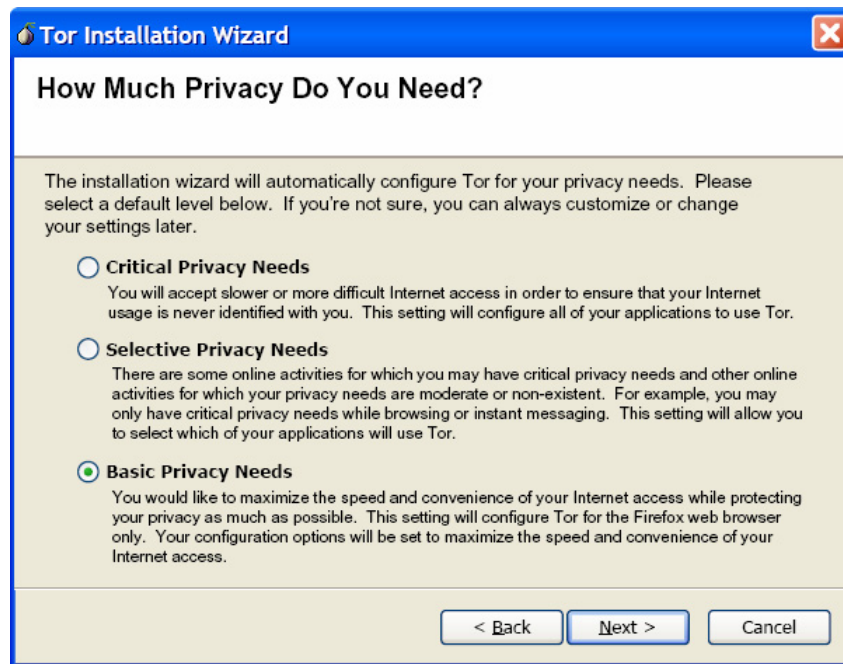 Tor Installation Wizard
How Much Privacy Do You Need?
The installation wizard will automatically configure Tor for your privacy needs.  Please
select a default level below.  If you're not sure, you can always customize or change
your settings later.
Critical Privacy Needs
You will accept slower or more difficult Internet access in order to ensure that your Internet
usage is never identified with you.  This setting will configure all of your applications to use Tor.
Selective Privacy Needs
There are some online activities for which you may have critical privacy needs and other online
activities for which your privacy needs are moderate or non-existent.  For example, you may
only have critical privacy needs while browsing or instant messaging.  This setting will allow you
to select which of your applications will use Tor.
Basic Privacy Needs
You would like to maximize the speed and convenience of your Internet access while protecting
your privacy as much as possible.  This setting will configure Tor for the Firefox web browser
only.  Your configuration options will be set to maximize the speed and convenience of your
Internet access.
< Back
Next >
Cancel